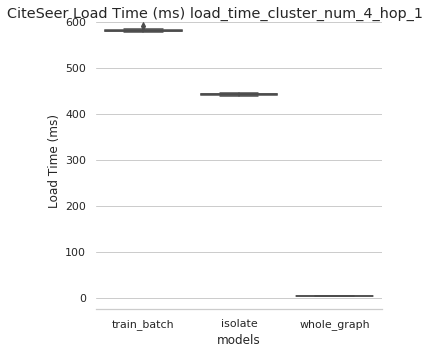 CiteSeer Load Time (ms) load_time_cluster_num_4_hop_1
600
500
400
300
200
100
0
Load Time (ms)
train_batch isolate whole_graph
models